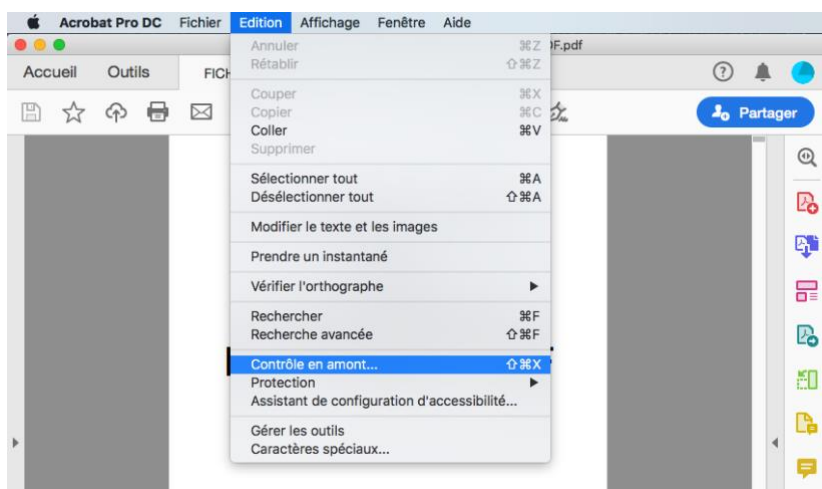 Acrobat Pro DC Fichier Edition Affichage Fenêtre Aide
DF.pdf
Accueil Outils FICH
Partager
Annuler ⌘Z
Rétablir ⇧⌘Z
Couper ⌘X
Copier ⌘C
Coller ⌘V
Supprimer
Sélectionner tout ⌘A
Désélectionner tout ⇧⌘A
Modifier le texte et les images
Prendre un instantané
Vérifier l'orthographe ▶
Rechercher ⌘F
Recherche avancée ⇧⌘F
Contrôle en amont... ⇧⌘X
Protection ▶
Assistant de configuration d'accessibilité...
Gérer les outils
Caractères spéciaux...